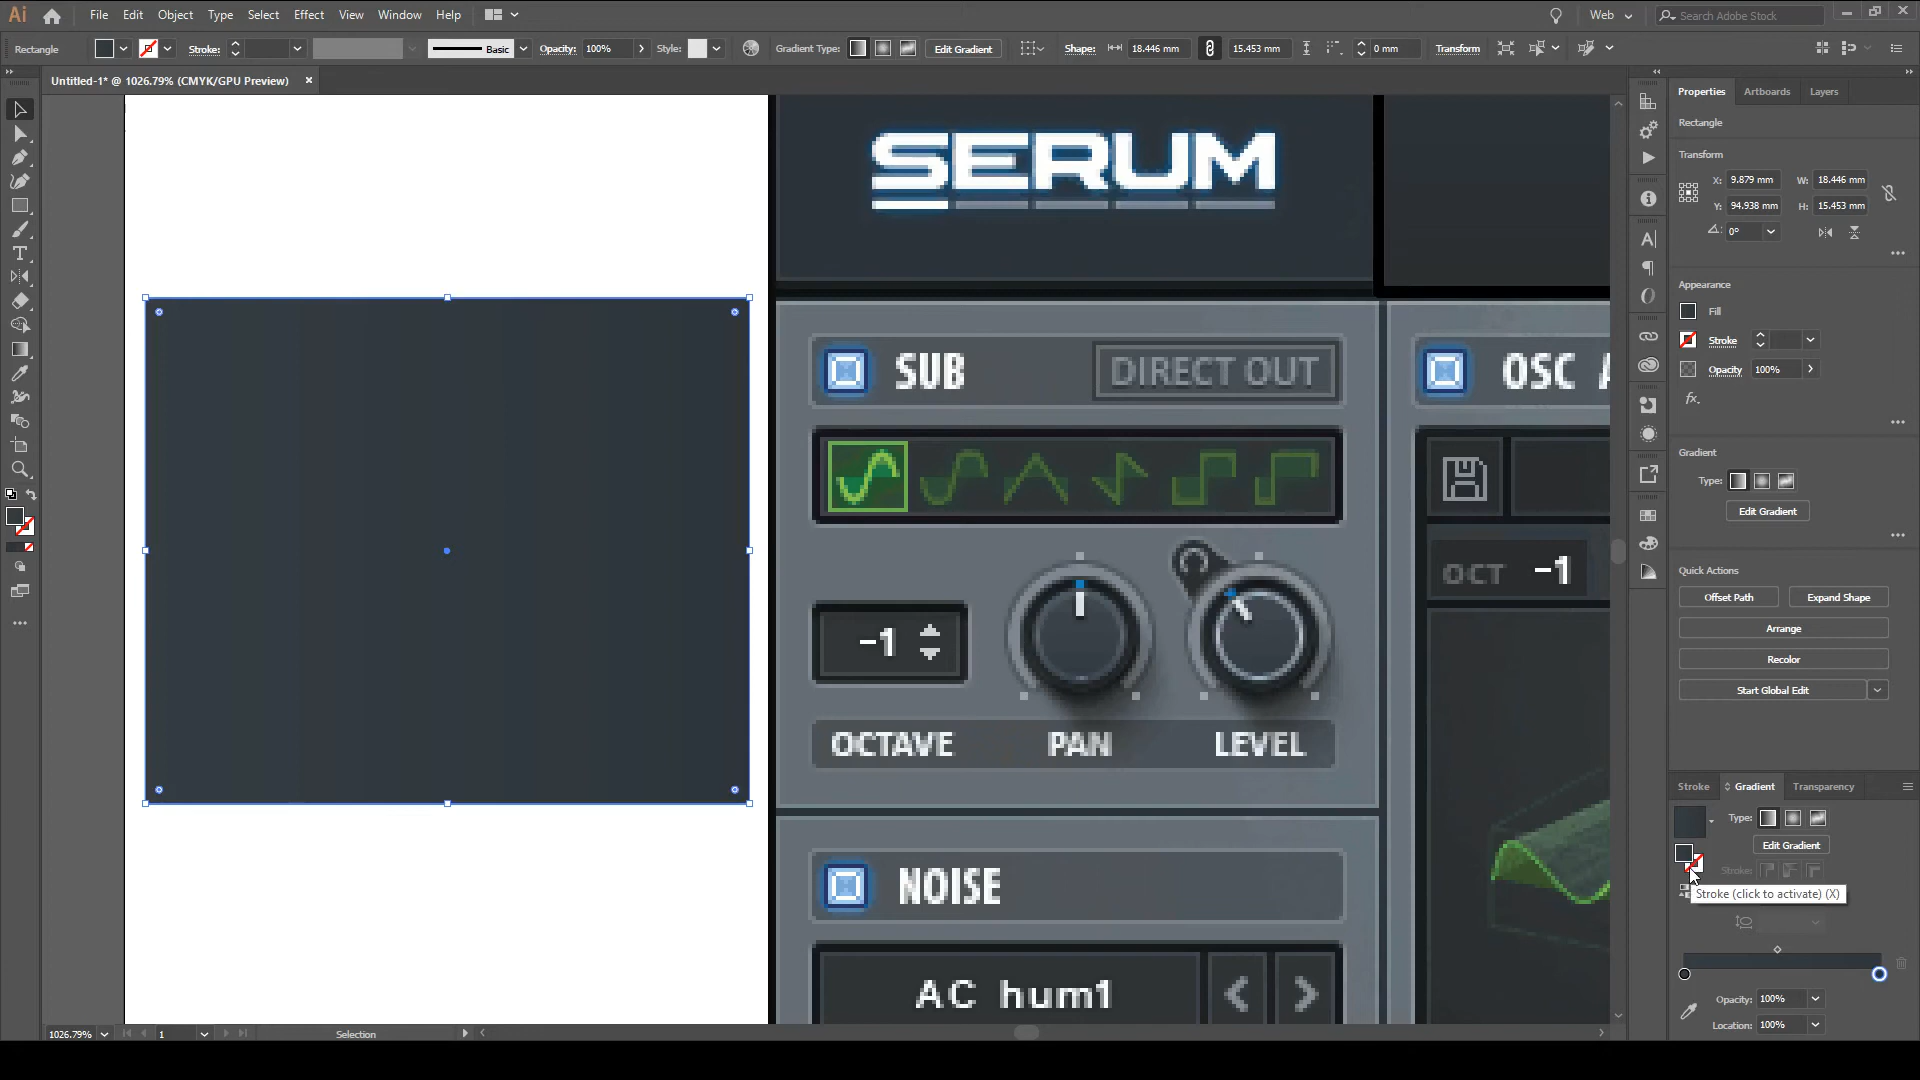 Ai File Edit Object Type Select Effect View Window Help Web Search Adobe Stock
Rectangle Stroke: Basic Opacity: 100% Style: Gradient Type: Edit Gradient Shape: 18.446 mm 15.453 mm 0 mm Transform
Untitled-1* @ 1026.79% (CMYK/GPU Preview) ×
Properties Artboards Layers
Rectangle
Transform
X: 9.879 mm W: 18.446 mm
Y: 94.938 mm H: 15.453 mm
0°
Appearance
Fill
Stroke
Opacity 100%
fx.
Gradient
Type:
Edit Gradient
Quick Actions
Offset Path Expand Shape
Arrange
Recolor
Start Global Edit
Stroke Gradient Transparency
Type:
Edit Gradient
Stroke:
Stroke (click to activate) (X)
Opacity: 100%
Location: 100%
SERUM
SUB DIRECT OUT
OSC A
OCT -1
-1
OCTAVE PAN LEVEL
NOISE
AC hum1
1026.79% 1 Selection